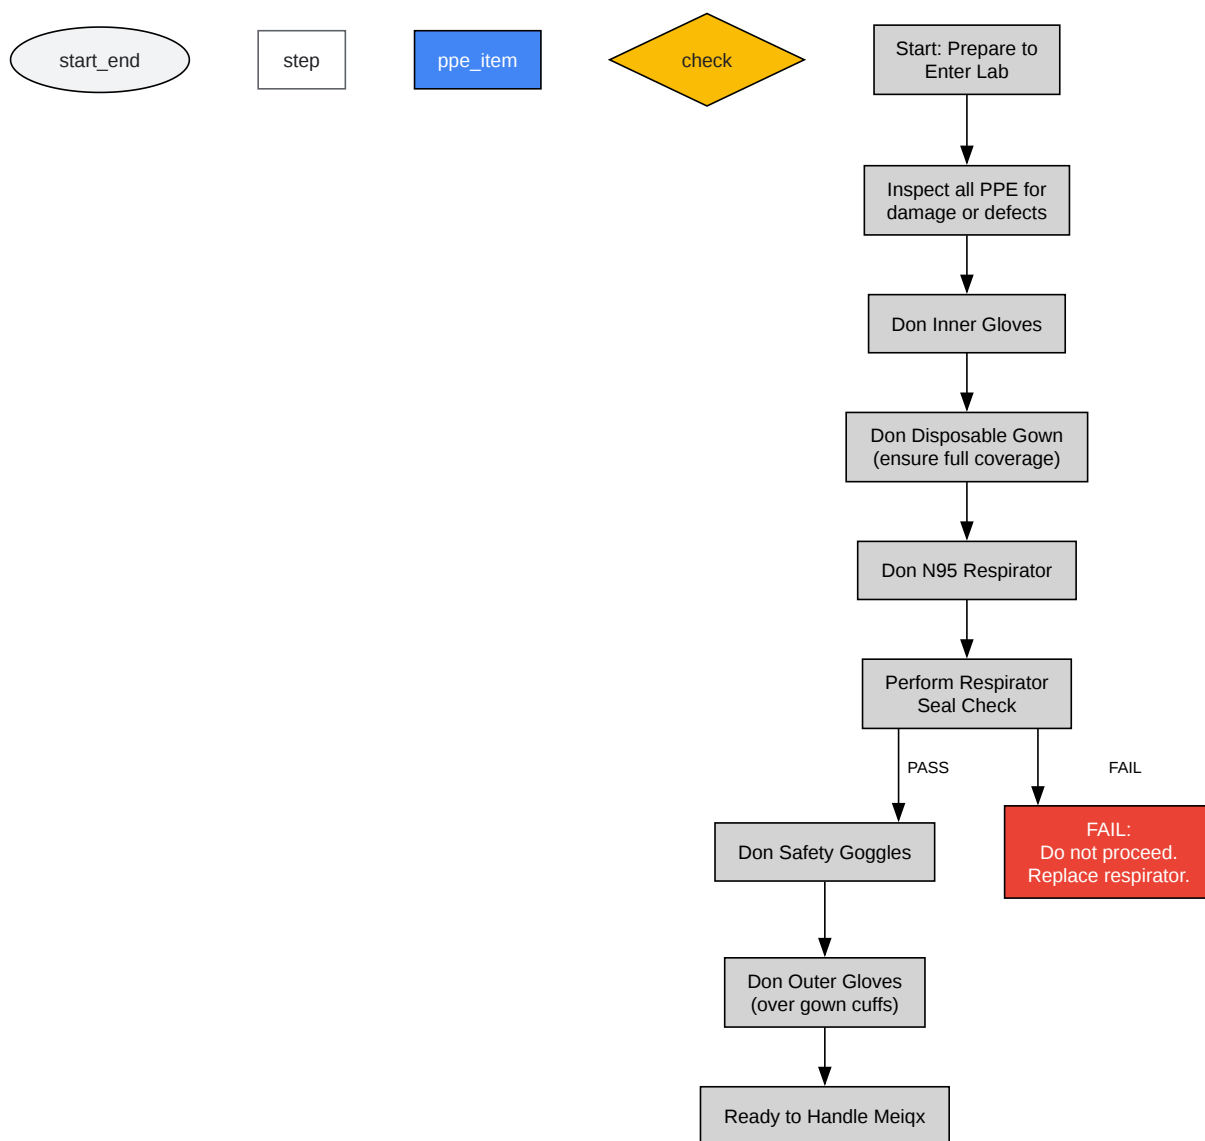 start_end
step
ppe_item
check
Start: Prepare to
Enter Lab
Inspect all PPE for
damage or defects
Don Inner Gloves
Don Disposable Gown
(ensure full coverage)
Don N95 Respirator
Perform Respirator
Seal Check
PASS
FAIL
Don Safety Goggles
FAIL:
Do not proceed.
Replace respirator.
Don Outer Gloves
(over gown cuffs)
Ready to Handle Meiqx